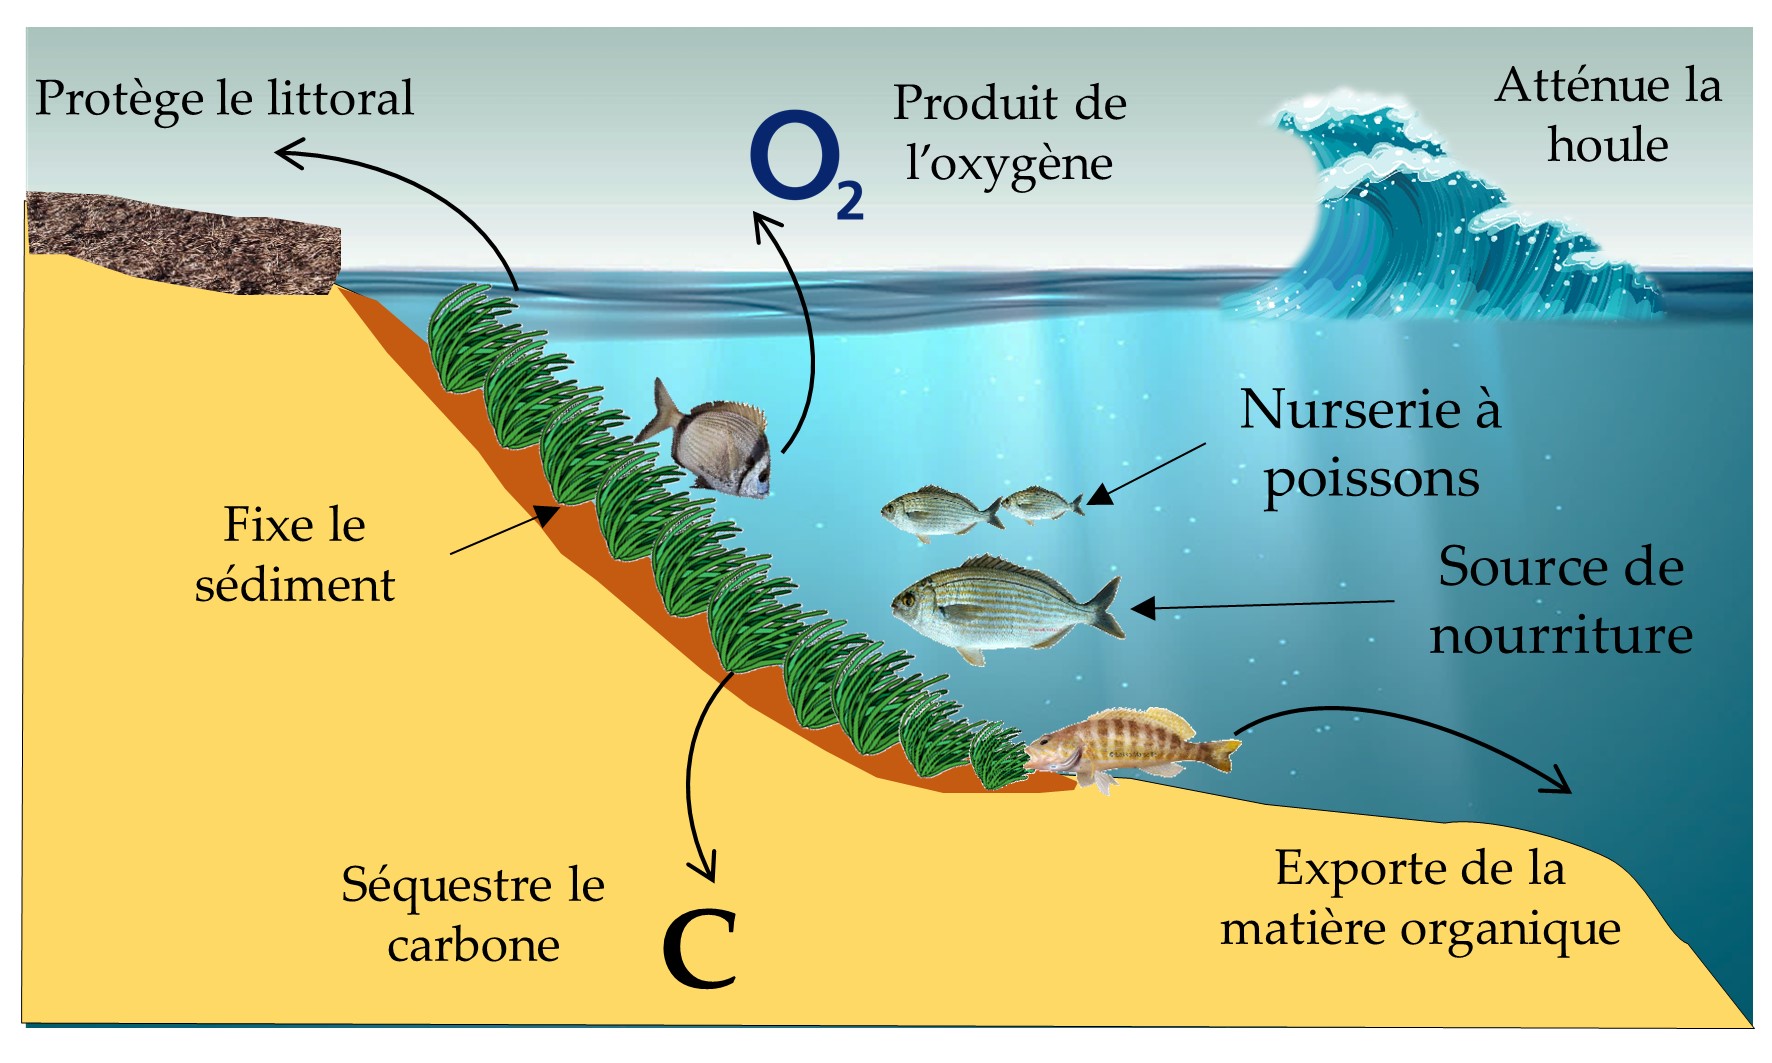 Protège le littoral
O₂
Produit de
l'oxygène
Atténue la
houle
Nurserie à
poissons
Fixe le
sédiment
Source de
nourriture
Séquestre le
carbone
C
Exporte de la
matière organique